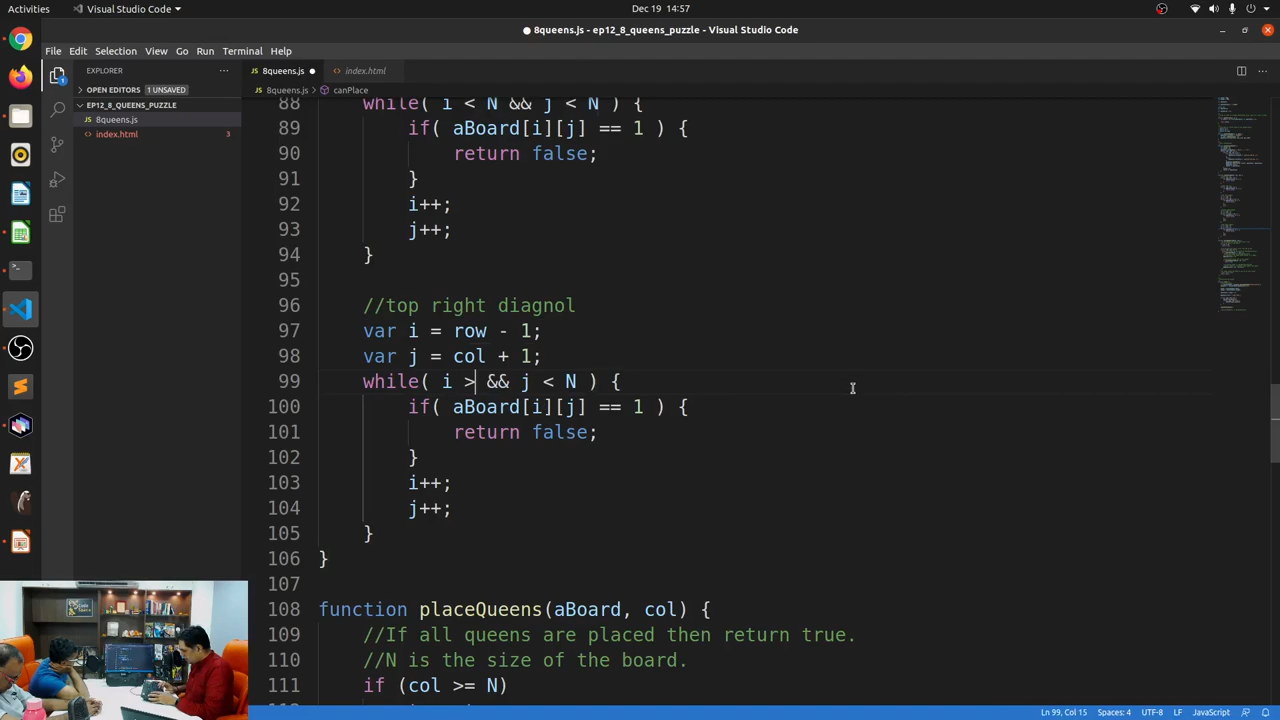 Activities
Visual Studio Code
Dec 19 14:57
8queens.js - ep12_8_queens_puzzle - Visual Studio Code
File Edit Selection View Go Run Terminal Help
EXPLORER
OPEN EDITORS 1 UNSAVED
EP12_8_QUEENS_PUZZLE
8queens.js
index.html 3
JS 8queens.js
<> index.html
JS 8queens.js > canPlace
88 while( i < N && j < N ) {
89 if( aBoard[i][j] == 1 ) {
90 return false;
91 }
92 i++;
93 j++;
94 }
95
96 //top right diagnol
97 var i = row - 1;
98 var j = col + 1;
99 while( i > && j < N ) {
100 if( aBoard[i][j] == 1 ) {
101 return false;
102 }
103 i++;
104 j++;
105 }
106 }
107
108 function placeQueens(aBoard, col) {
109 //If all queens are placed then return true.
110 //N is the size of the board.
111 if (col >= N)
Ln 99, Col 15 Spaces: 4 UTF-8 LF JavaScript